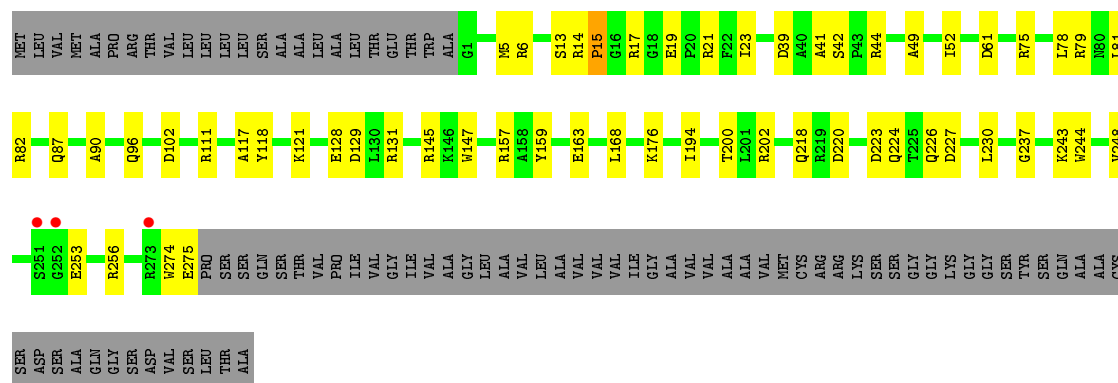 MET LEU VAL MET ALA PRO ARG THR VAL LEU LEU LEU LEU SER ALA ALA LEU ALA LEU THR GLU THR TRP ALA G1 M5 R6 S13 R14 P15 G16 R17 G18 E19 P20 R21 F22 I23 D39 A40 A41 S42 P43 R44 A49 I52 D61 R75 L78 R79 N80 L81
R82 Q87 A90 Q96 D102 R111 A117 Y118 K121 E128 D129 L130 R131 R145 K146 W147 R157 A158 Y159 E163 L168 K176 I194 T200 L201 R202 Q218 R219 D220 D223 Q224 T225 Q226 D227 L230 G237 K243 W244 V248
S251 G252 E253 R256 R273 W274 E275 PRO SER SER GLN SER THR VAL PRO ILE VAL GLY ILE VAL ALA GLY LEU ALA VAL LEU ALA VAL VAL VAL ILE GLY ALA VAL VAL ALA ALA VAL MET CYS ARG ARG LYS SER SER GLY GLY LYS GLY GLY SER TYR SER GLN ALA ALA CYS
SER ASP SER ALA GLN GLY SER ASP VAL SER LEU THR ALA